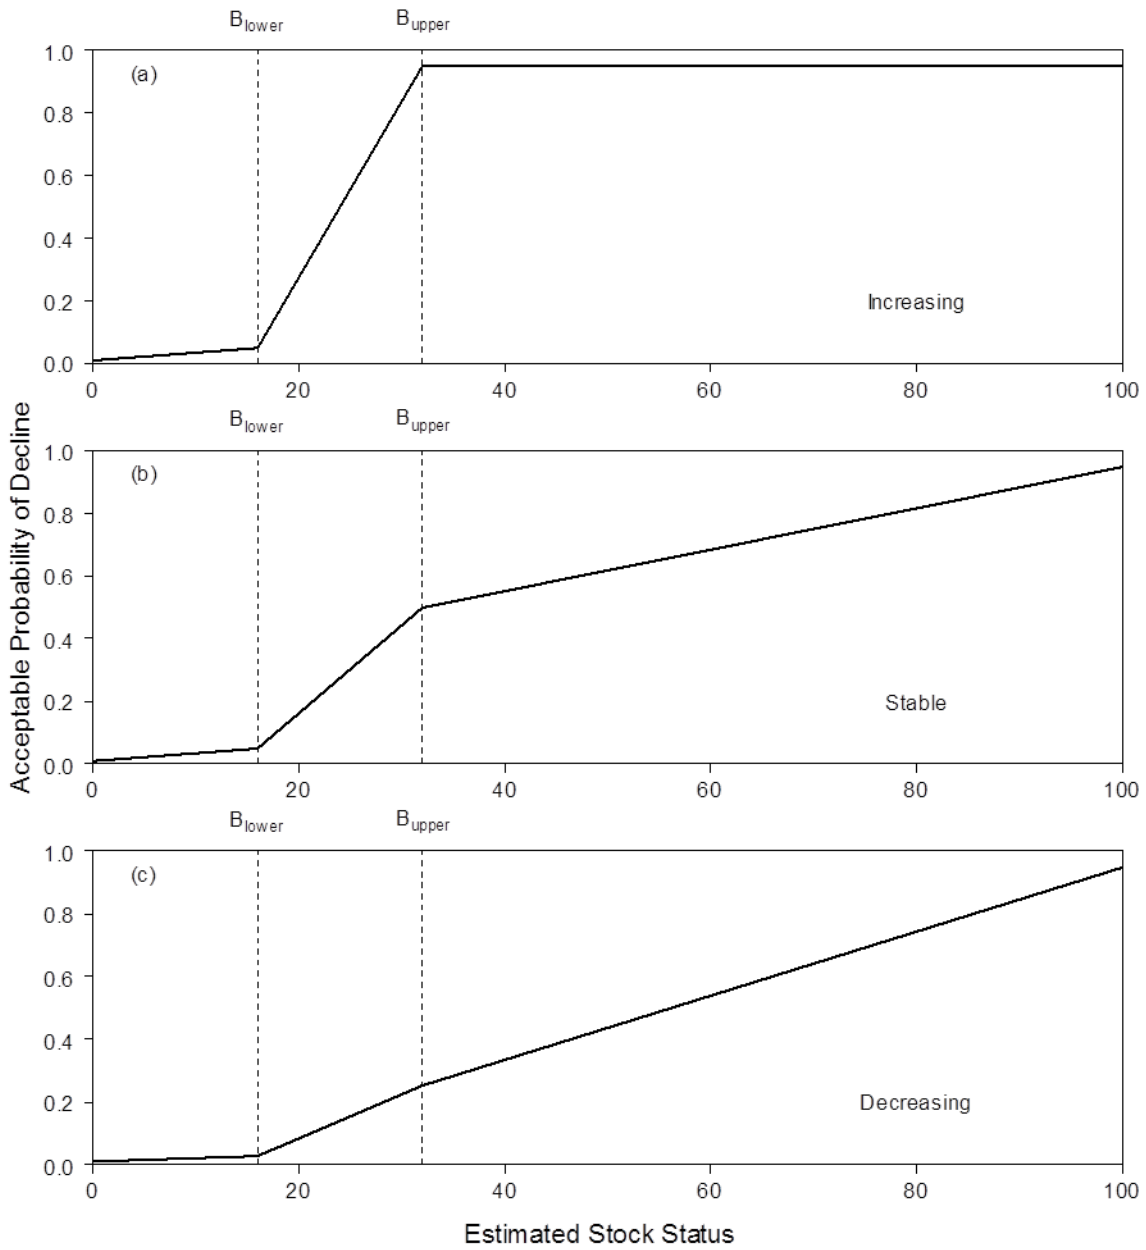 B_lower B_upper
1.0
(a)
0.8
0.6
0.4
0.2
Increasing
0.0
0 20 40 60 80 100
B_lower B_upper
Acceptable Probability of Decline
1.0
(b)
0.8
0.6
0.4
0.2
Stable
0.0
0 20 40 60 80 100
B_lower B_upper
1.0
(c)
0.8
0.6
0.4
0.2
Decreasing
0.0
0 20 40 60 80 100
Estimated Stock Status